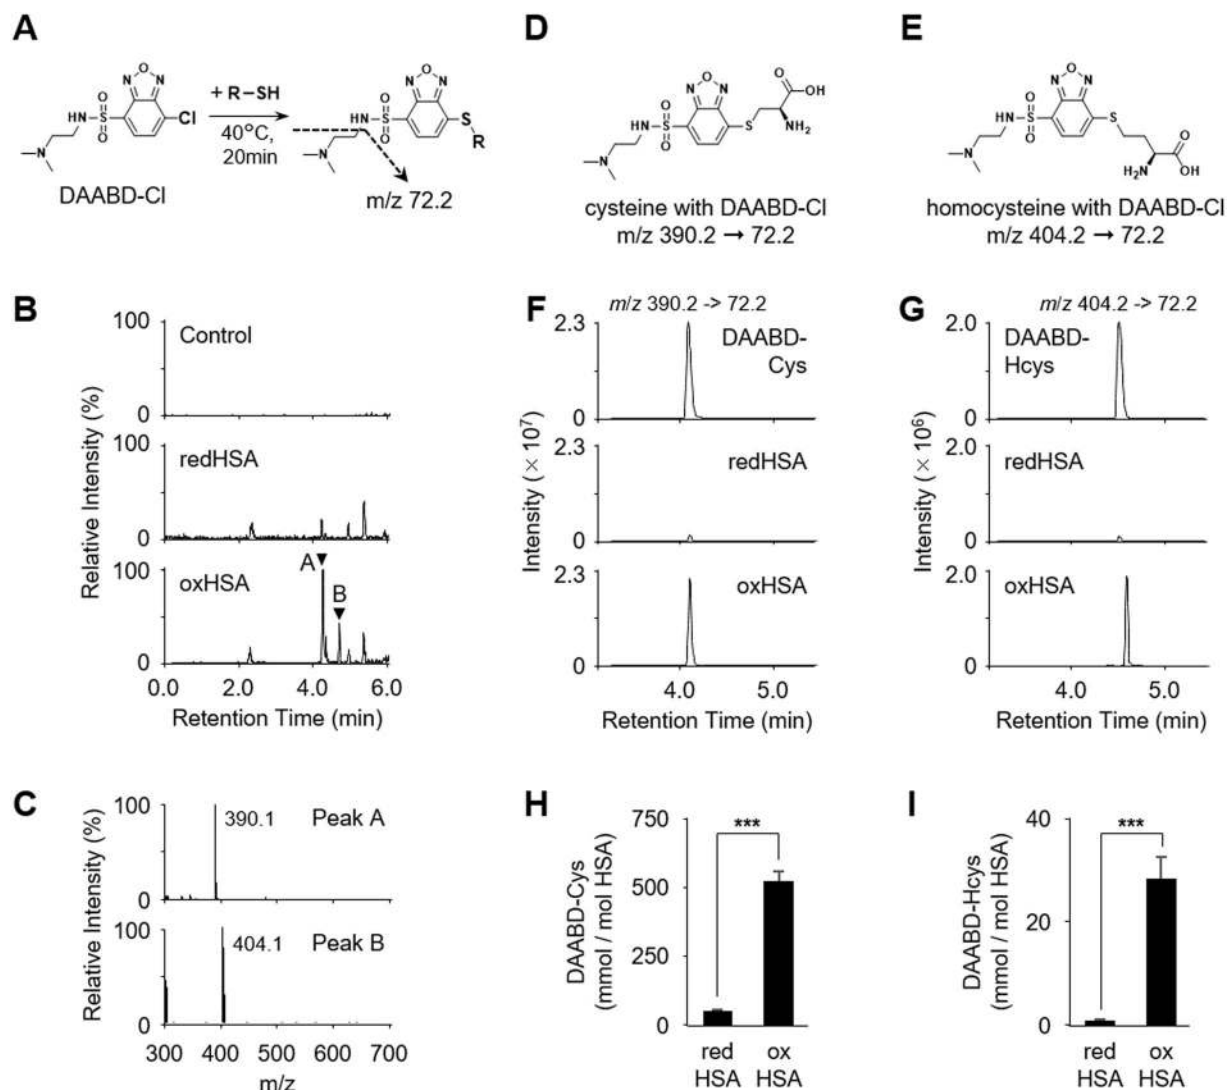 A
+ R–SH
40°C,
20min
O
N N
Cl
O
S
O
HN
N
DAABD-Cl
O
N N
S
R
O
S
O
HN
N
m/z 72.2
D
O
N N
O
OH
S
NH₂
O
HN S
O
N
cysteine with DAABD-Cl
m/z 390.2 → 72.2
E
O
N N
O
HN S
O
S
N
O
H₂N
OH
homocysteine with DAABD-Cl
m/z 404.2 → 72.2
B
Relative Intensity (%)
100
Control
0
100
redHSA
0
100
oxHSA
A
B
0
0.0 2.0 4.0 6.0
Retention Time (min)
F
m/z 390.2 -> 72.2
Intensity (× 10⁷)
2.3
DAABD-
Cys
0
2.3
redHSA
0
2.3
oxHSA
0
4.0 5.0
Retention Time (min)
G
m/z 404.2 -> 72.2
Intensity (× 10⁶)
2.0
DAABD-
Hcys
0
2.0
redHSA
0
2.0
oxHSA
0
4.0 5.0
Retention Time (min)
C
Relative Intensity (%)
100
390.1 Peak A
0
100
404.1 Peak B
0
300 400 500 600 700
m/z
H
DAABD-Cys
(mmol / mol HSA)
750
500
250
0
***
red ox
HSA HSA
I
DAABD-Hcys
(mmol / mol HSA)
40
20
0
***
red ox
HSA HSA